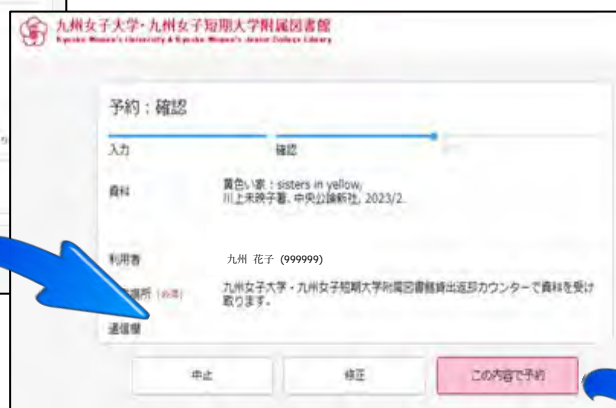 九州女子大学・九州女子短期大学附属図書館
Kyushu Women's University & Kyushu Women's Junior College Library
予約：確認
入力
確認
資料
黄色い家 : sisters in yellow,
川上未映子著, 中央公論新社, 2023/2.
利用者
九州 花子 (999999)
場所 (必須)
九州女子大学・九州女子短期大学附属図書館貸出返却カウンターで資料を受け
取ります。
通信欄
中止
修正
この内容で予約